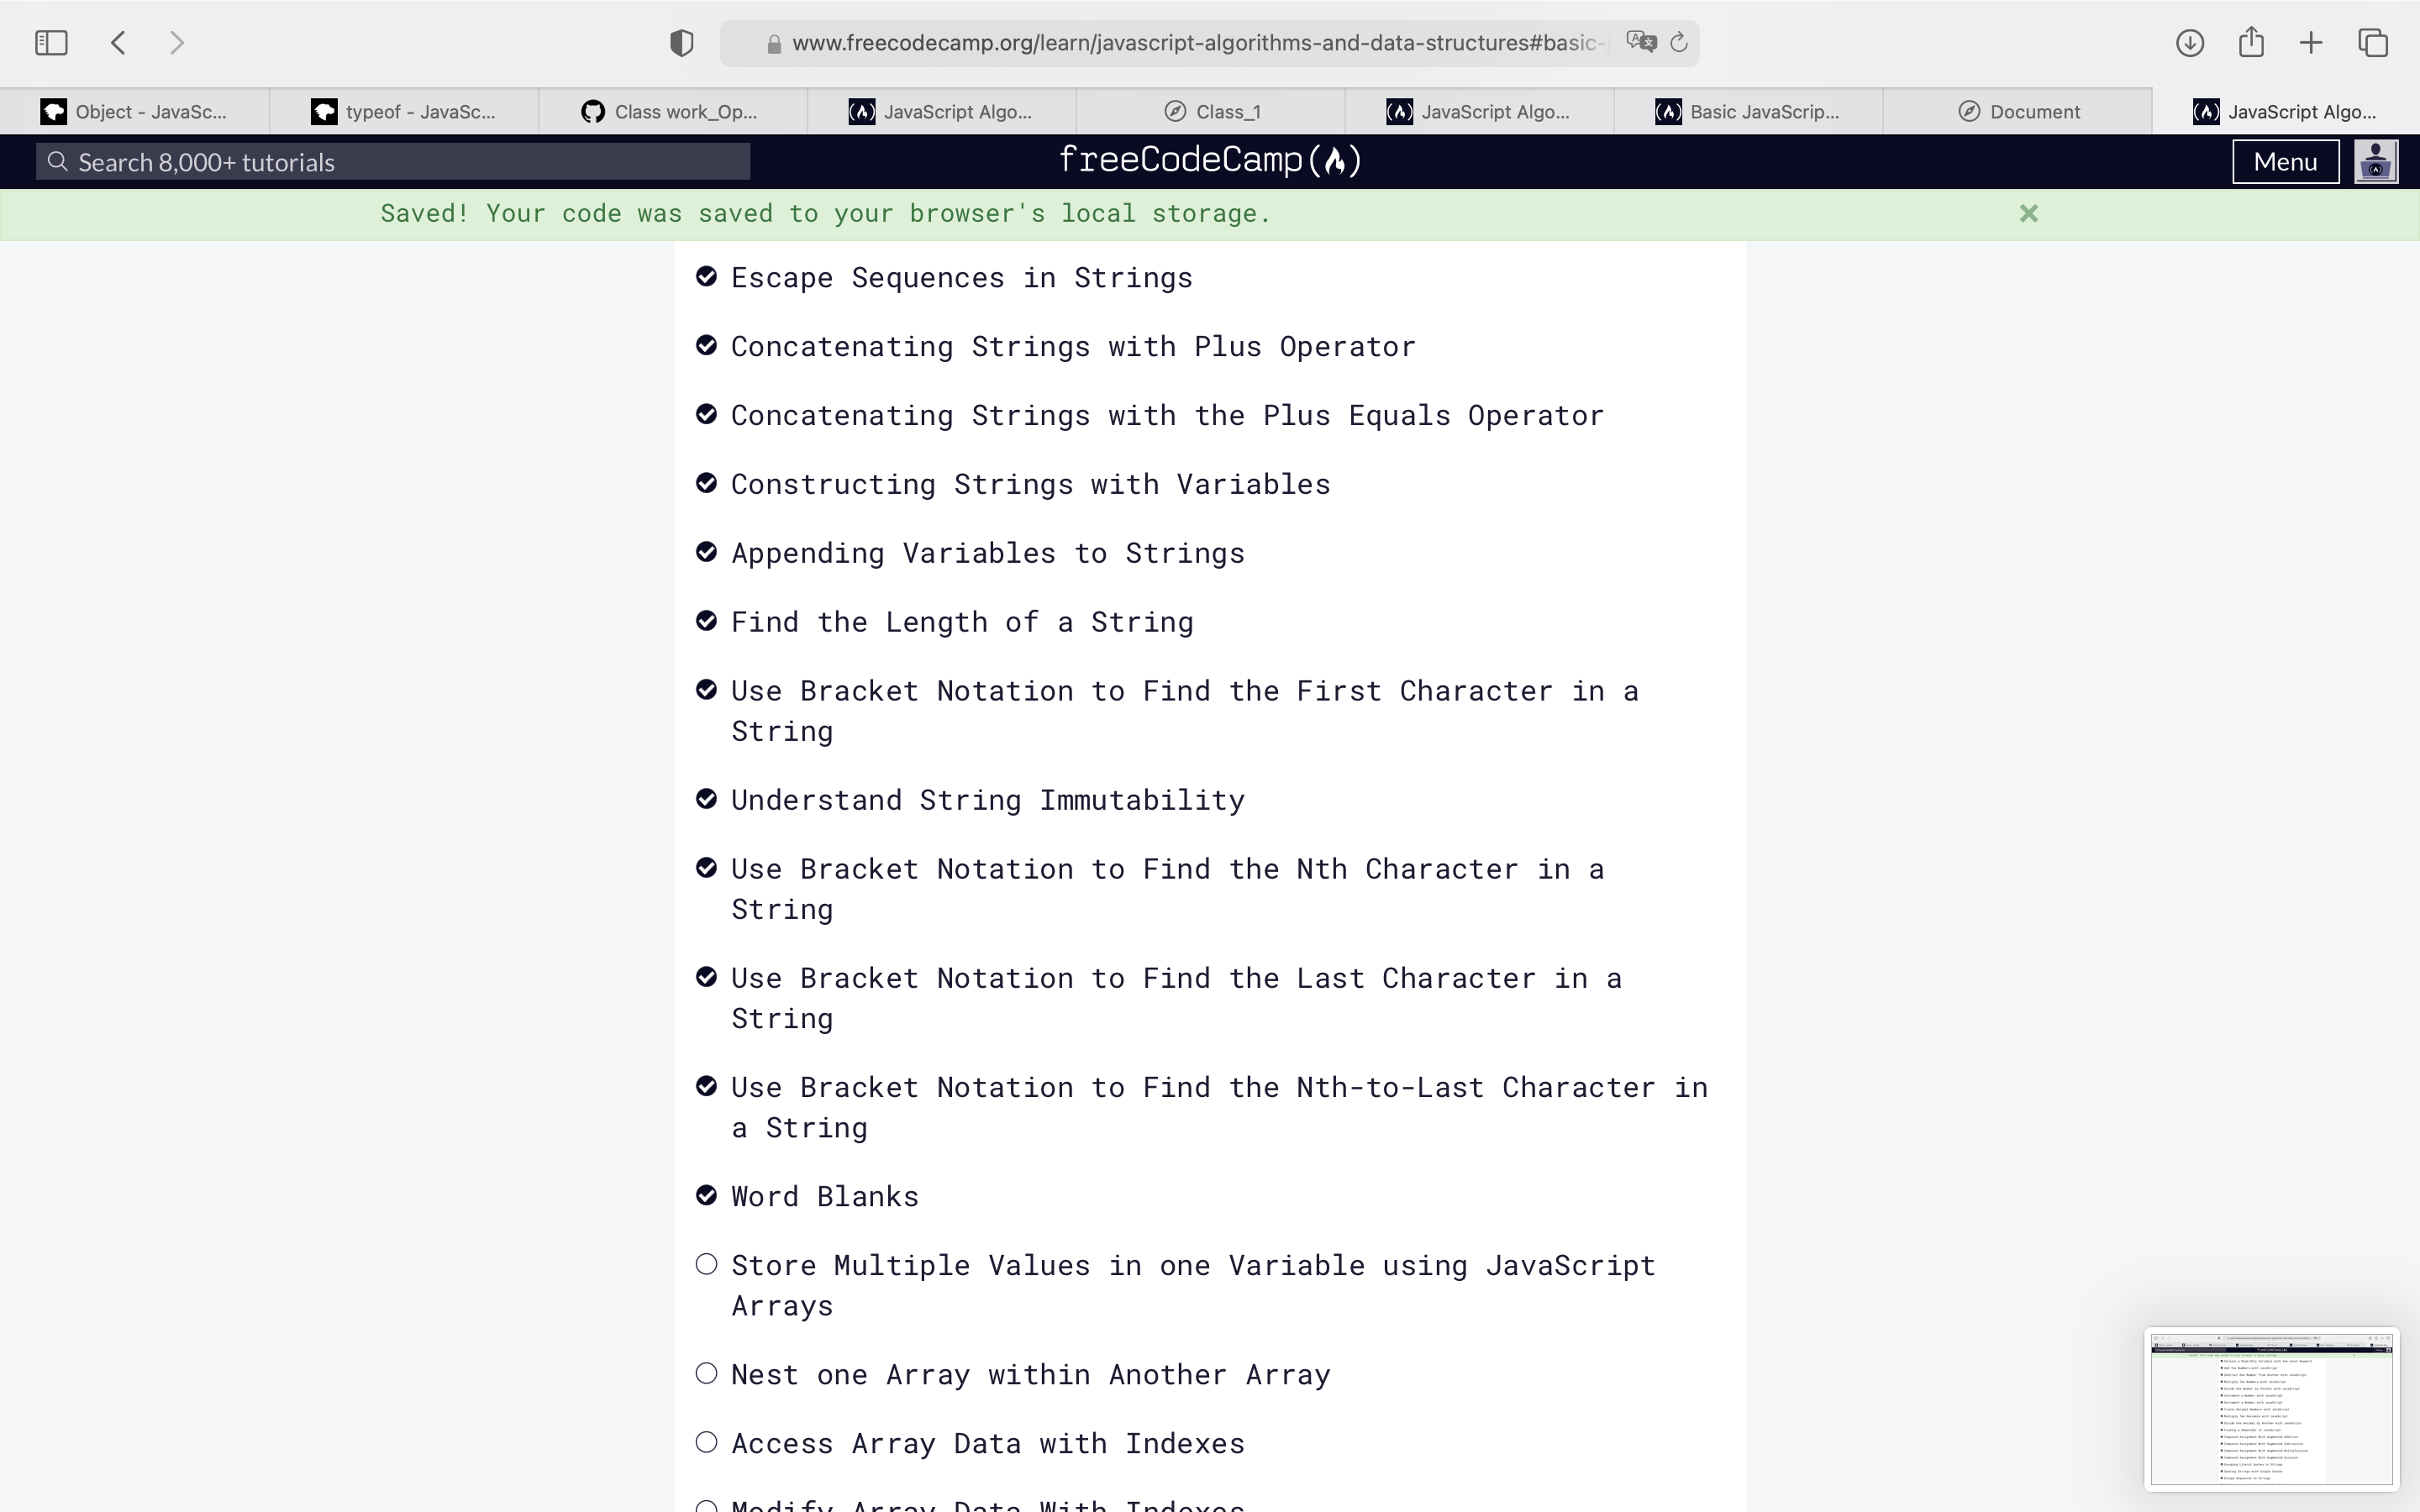 www.freecodecamp.org/learn/javascript-algorithms-and-data-structures#basic-
Object - JavaSc...
typeof - JavaSc...
Class work_Op...
JavaScript Algo...
Class_1
JavaScript Algo...
Basic JavaScrip...
Document
JavaScript Algo...
Search 8,000+ tutorials
freeCodeCamp
Menu
Saved! Your code was saved to your browser's local storage.
Escape Sequences in Strings
Concatenating Strings with Plus Operator
Concatenating Strings with the Plus Equals Operator
Constructing Strings with Variables
Appending Variables to Strings
Find the Length of a String
Use Bracket Notation to Find the First Character in a
String
Understand String Immutability
Use Bracket Notation to Find the Nth Character in a
String
Use Bracket Notation to Find the Last Character in a
String
Use Bracket Notation to Find the Nth-to-Last Character in
a String
Word Blanks
Store Multiple Values in one Variable using JavaScript
Arrays
Nest one Array within Another Array
Access Array Data with Indexes
Modify Array Data With Indexes